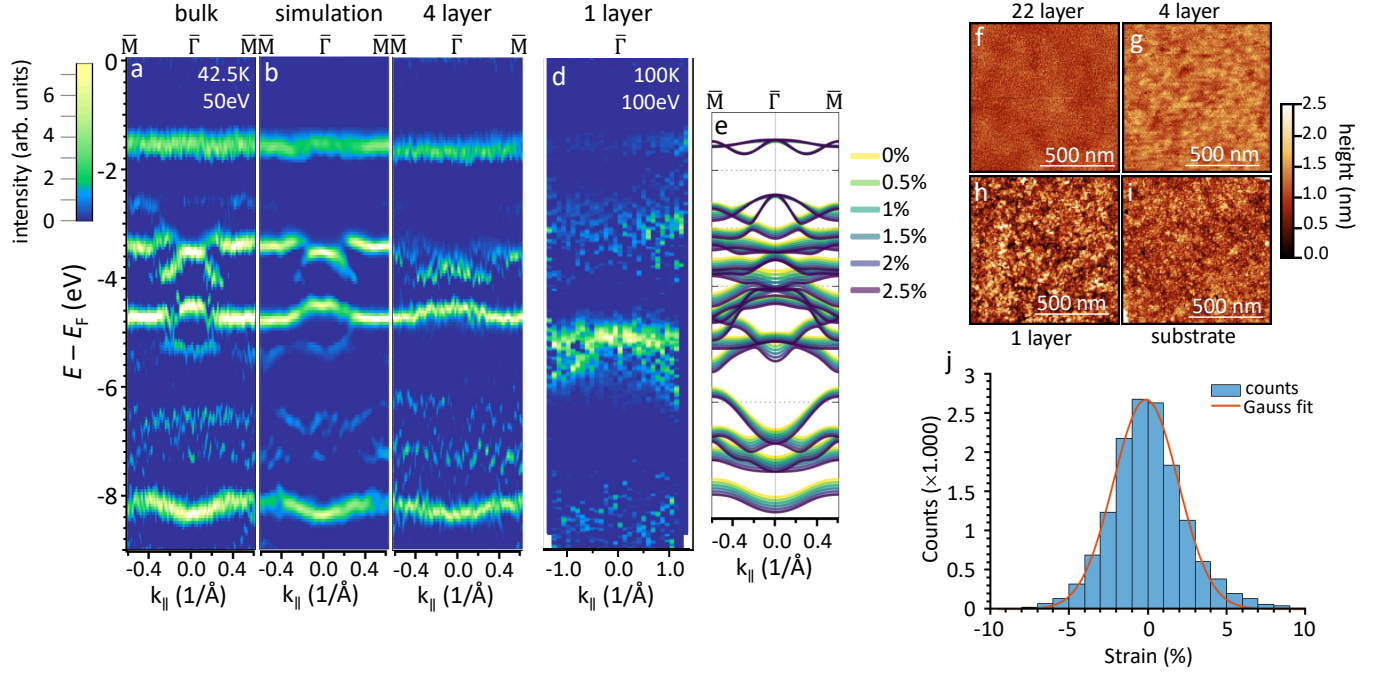 bulk
simulation
4 layer
1 layer
M̅ Γ̅ M̅
M̅ Γ̅ M̅
M̅ Γ̅ M̅
Γ̅
intensity (arb. units)
6
4
2
0
a
42.5K
50eV
b
d
100K
100eV
0
-2
-4
-6
-8
E − E_F (eV)
-0.4 0.0 0.4
k_|| (1/Å)
-0.4 0.0 0.4
k_|| (1/Å)
-0.4 0.0 0.4
k_|| (1/Å)
-1.0 0.0 1.0
k_|| (1/Å)
M̅ Γ̅ M̅
e
0%
0.5%
1%
1.5%
2%
2.5%
-0.4 0.0 0.4
k_|| (1/Å)
22 layer
4 layer
f
500 nm
g
500 nm
h
500 nm
i
500 nm
1 layer
substrate
2.5
2.0
1.5
1.0
0.5
0.0
height (nm)
j
counts
Gauss fit
3
2.5
2
1.5
1
0.5
0
Counts (×1.000)
-10 -5 0 5 10
Strain (%)